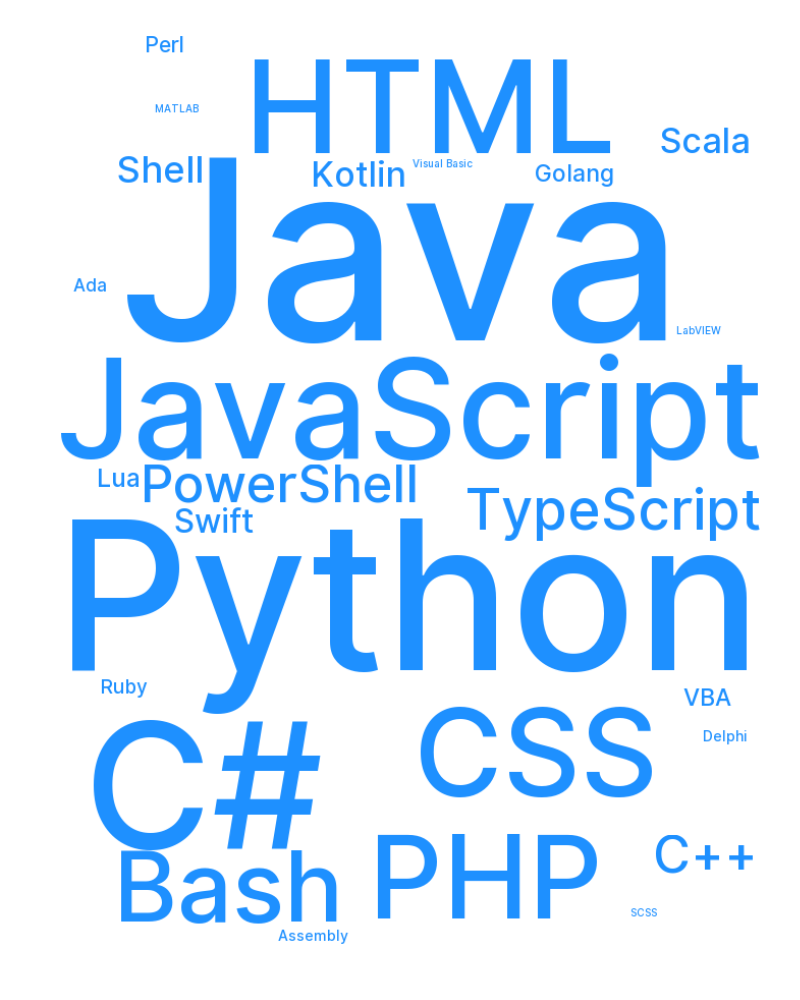 Perl
HTML
MATLAB
Scala
Shell
Kotlin
Visual Basic
Golang
Java
Ada
LabVIEW
JavaScript
Lua
PowerShell
TypeScript
Swift
Python
Ruby
VBA
CSS
Delphi
C#
PHP
C++
Bash
SCSS
Assembly